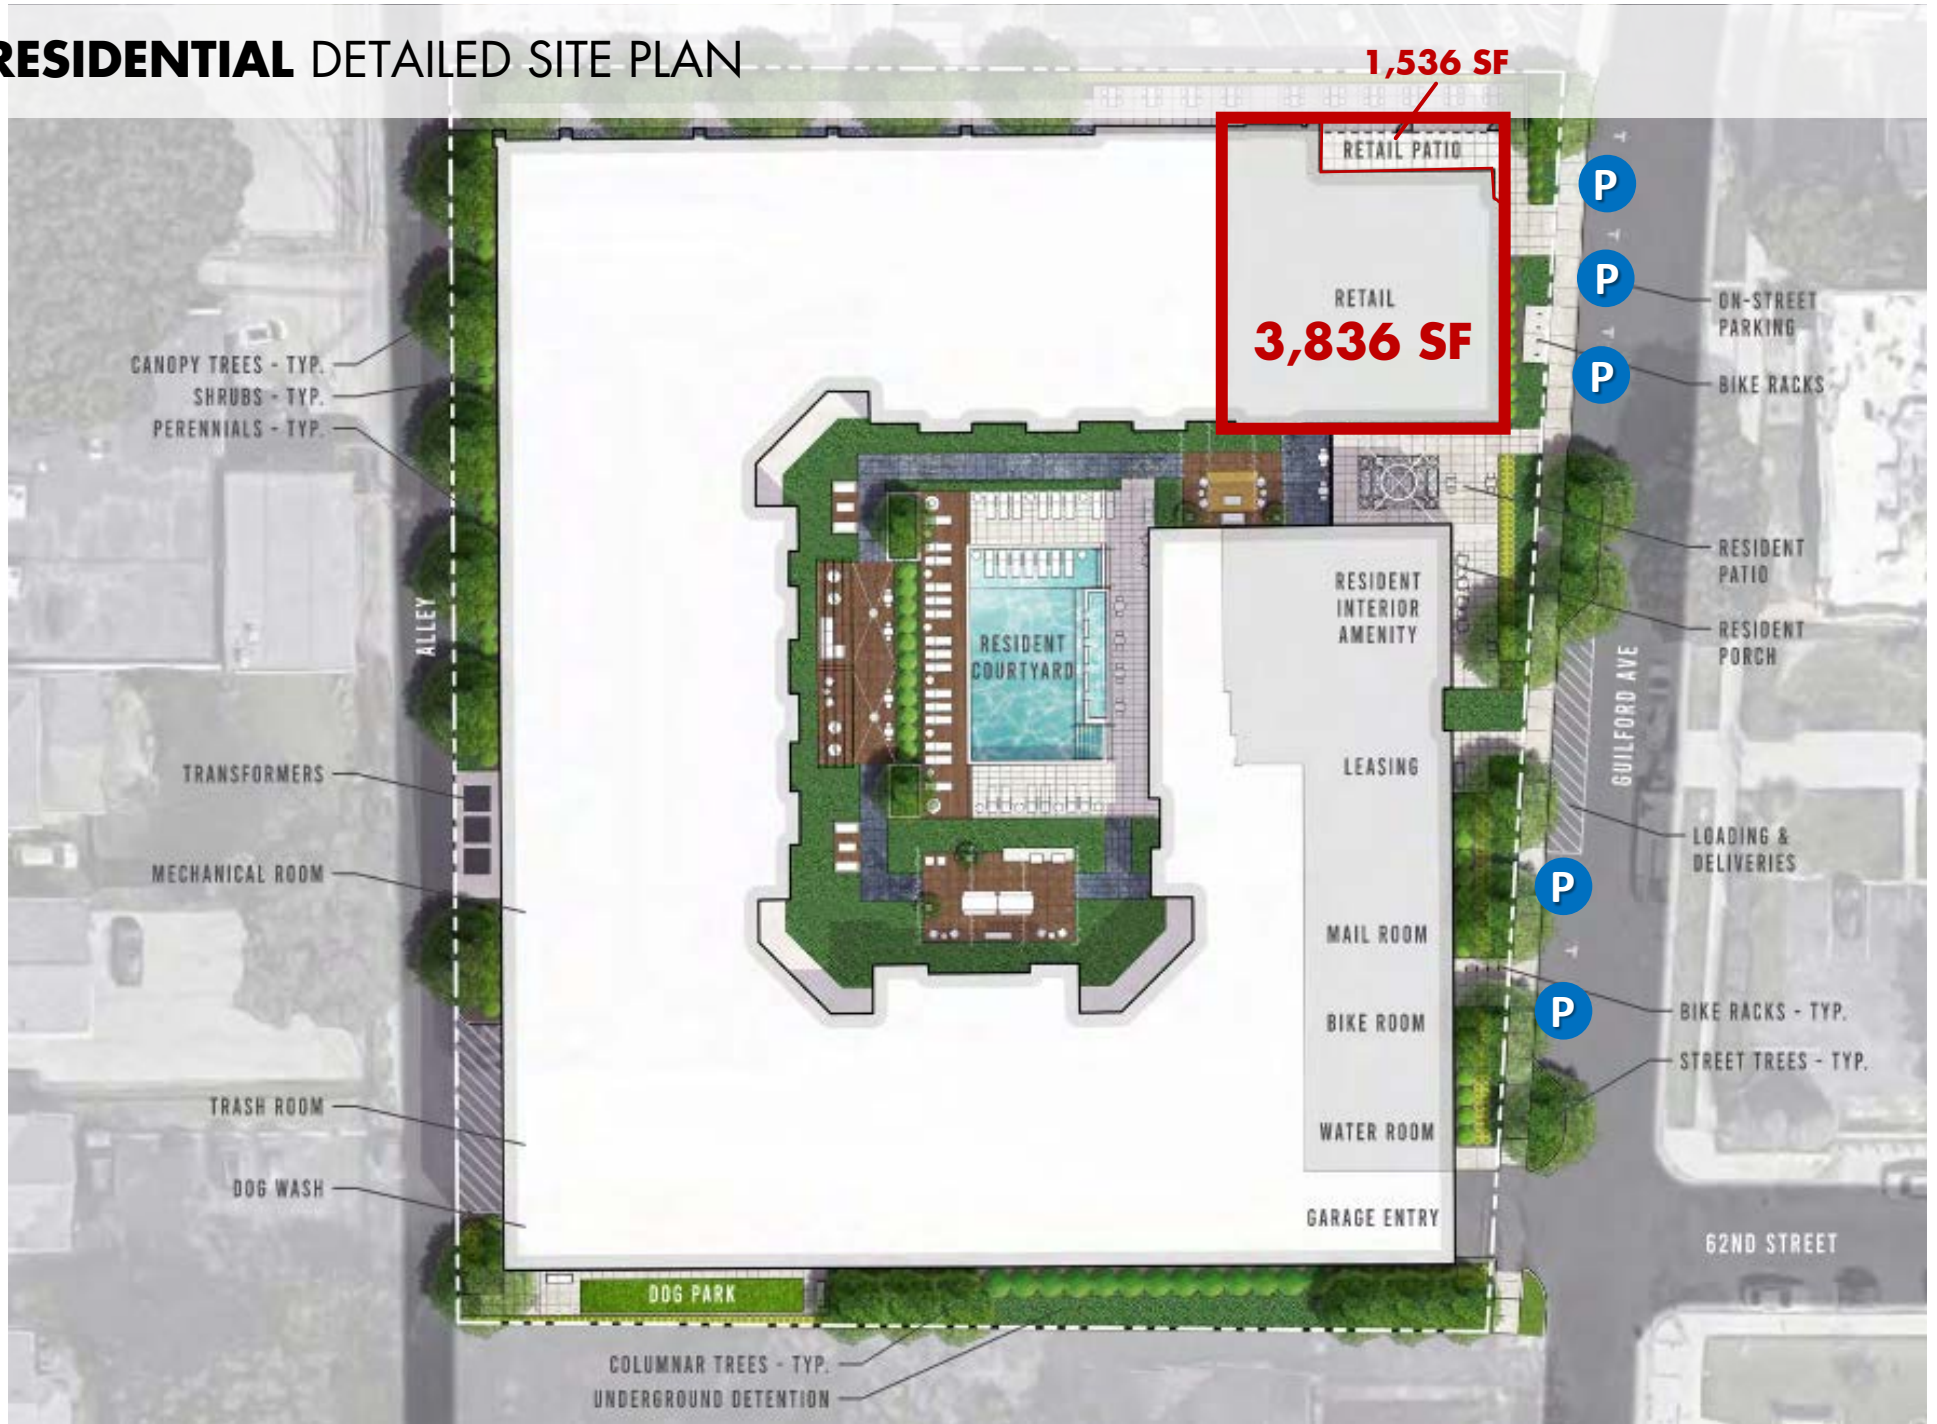 RESIDENTIAL DETAILED SITE PLAN
1,536 SF
RETAIL PATIO
P
P
P
RETAIL
3,836 SF
ON-STREET
PARKING
BIKE RACKS
CANOPY TREES - TYP.
SHRUBS - TYP.
PERENNIALS - TYP.
ALLEY
RESIDENT
COURTYARD
RESIDENT
INTERIOR
AMENITY
RESIDENT
PATIO
RESIDENT
PORCH
GUILFORD AVE
LEASING
TRANSFORMERS
MECHANICAL ROOM
LOADING &
DELIVERIES
P
MAIL ROOM
BIKE ROOM
P
BIKE RACKS - TYP.
STREET TREES - TYP.
TRASH ROOM
WATER ROOM
DOG WASH
GARAGE ENTRY
62ND STREET
DOG PARK
COLUMNAR TREES - TYP.
UNDERGROUND DETENTION